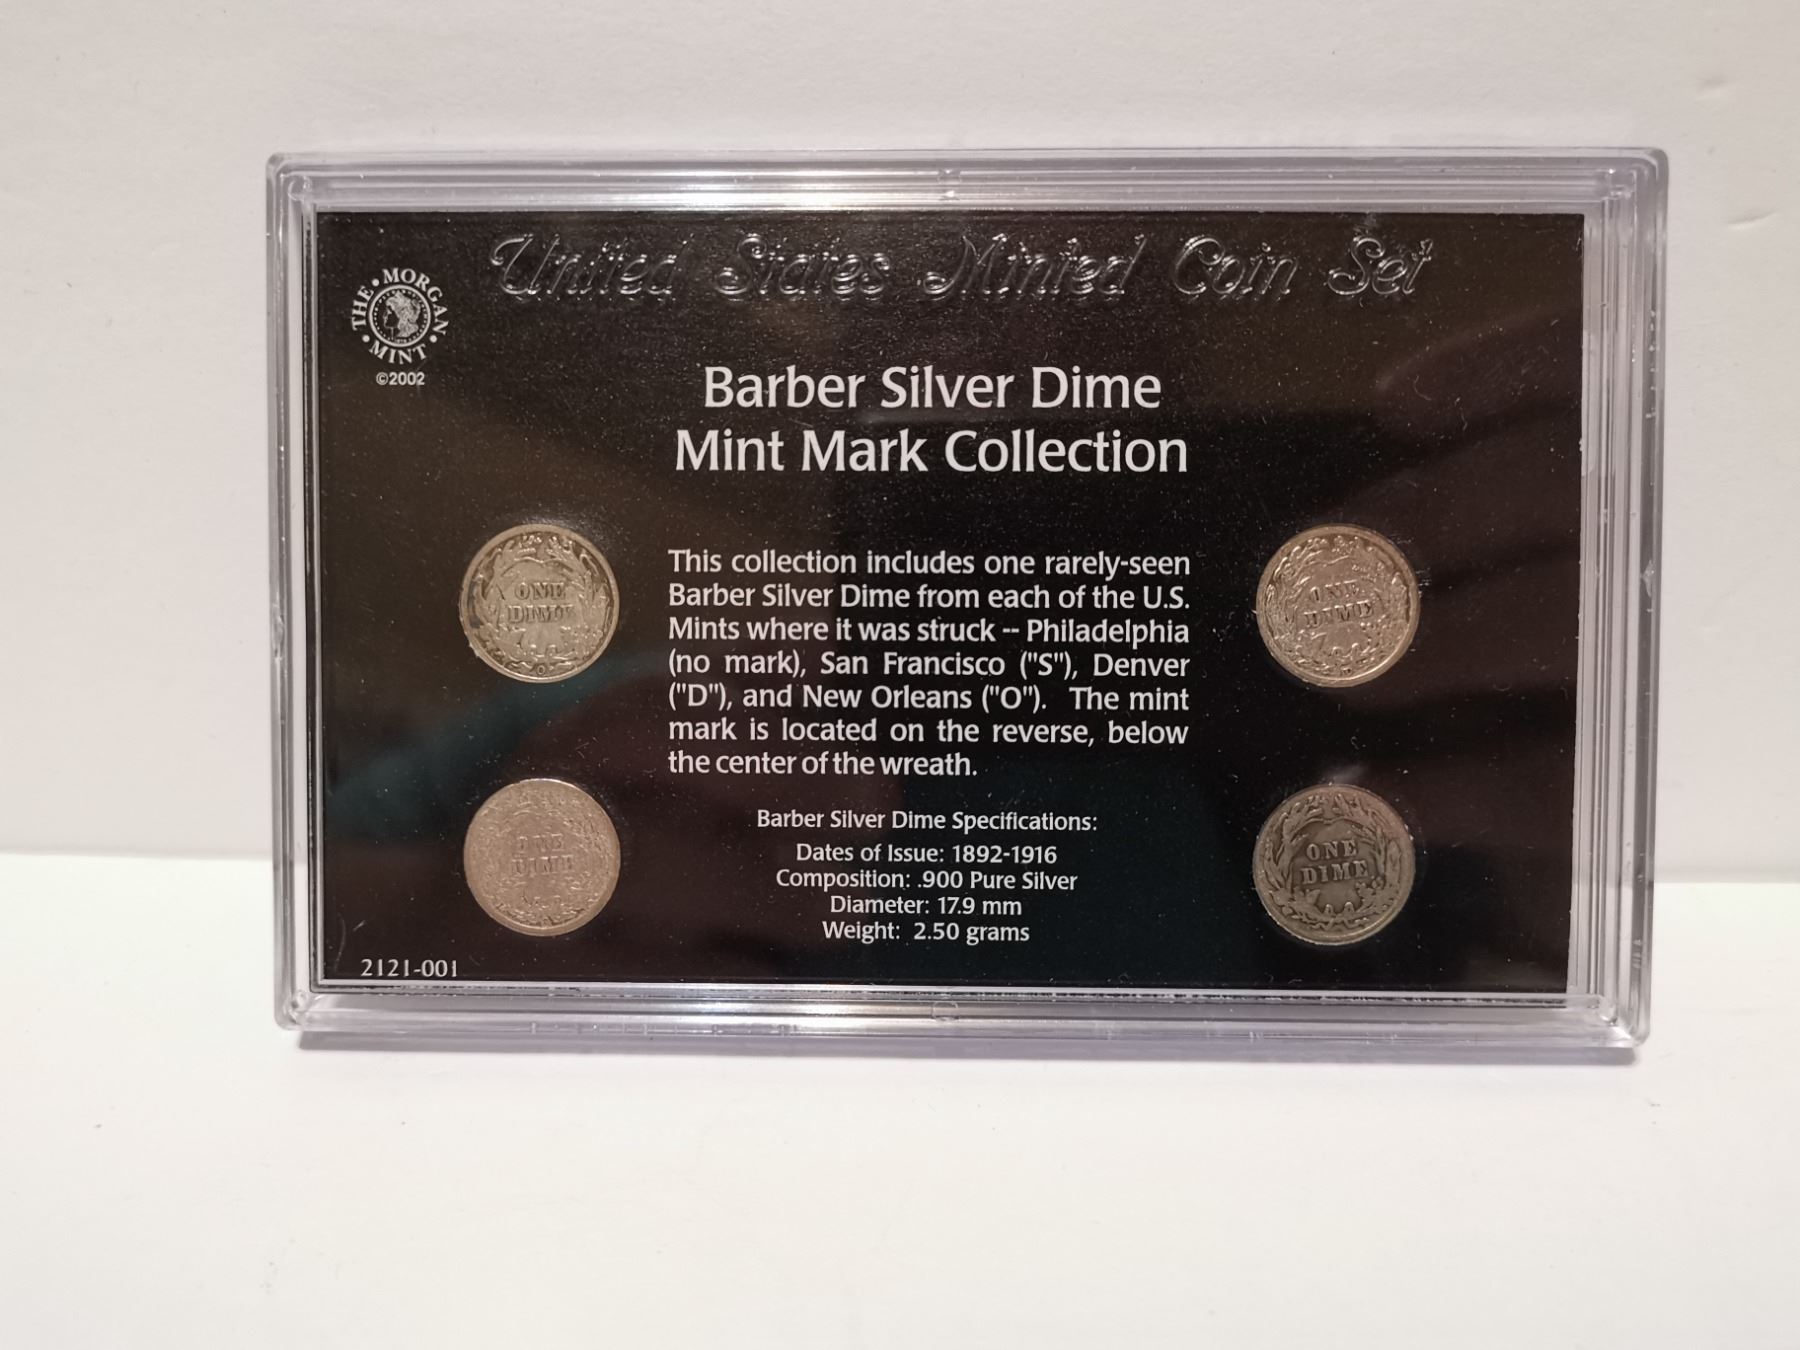 United States Minted Coin Set
THE MORGAN MINT
©2002
Barber Silver Dime
Mint Mark Collection
This collection includes one rarely-seen
Barber Silver Dime from each of the U.S.
Mints where it was struck -- Philadelphia
(no mark), San Francisco ("S"), Denver
("D"), and New Orleans ("O"). The mint
mark is located on the reverse, below
the center of the wreath.
ONE
DIME
O
ONE
DIME
ONE
DIME
ONE
DIME
Barber Silver Dime Specifications:
Dates of Issue: 1892-1916
Composition: .900 Pure Silver
Diameter: 17.9 mm
Weight: 2.50 grams
2121-001